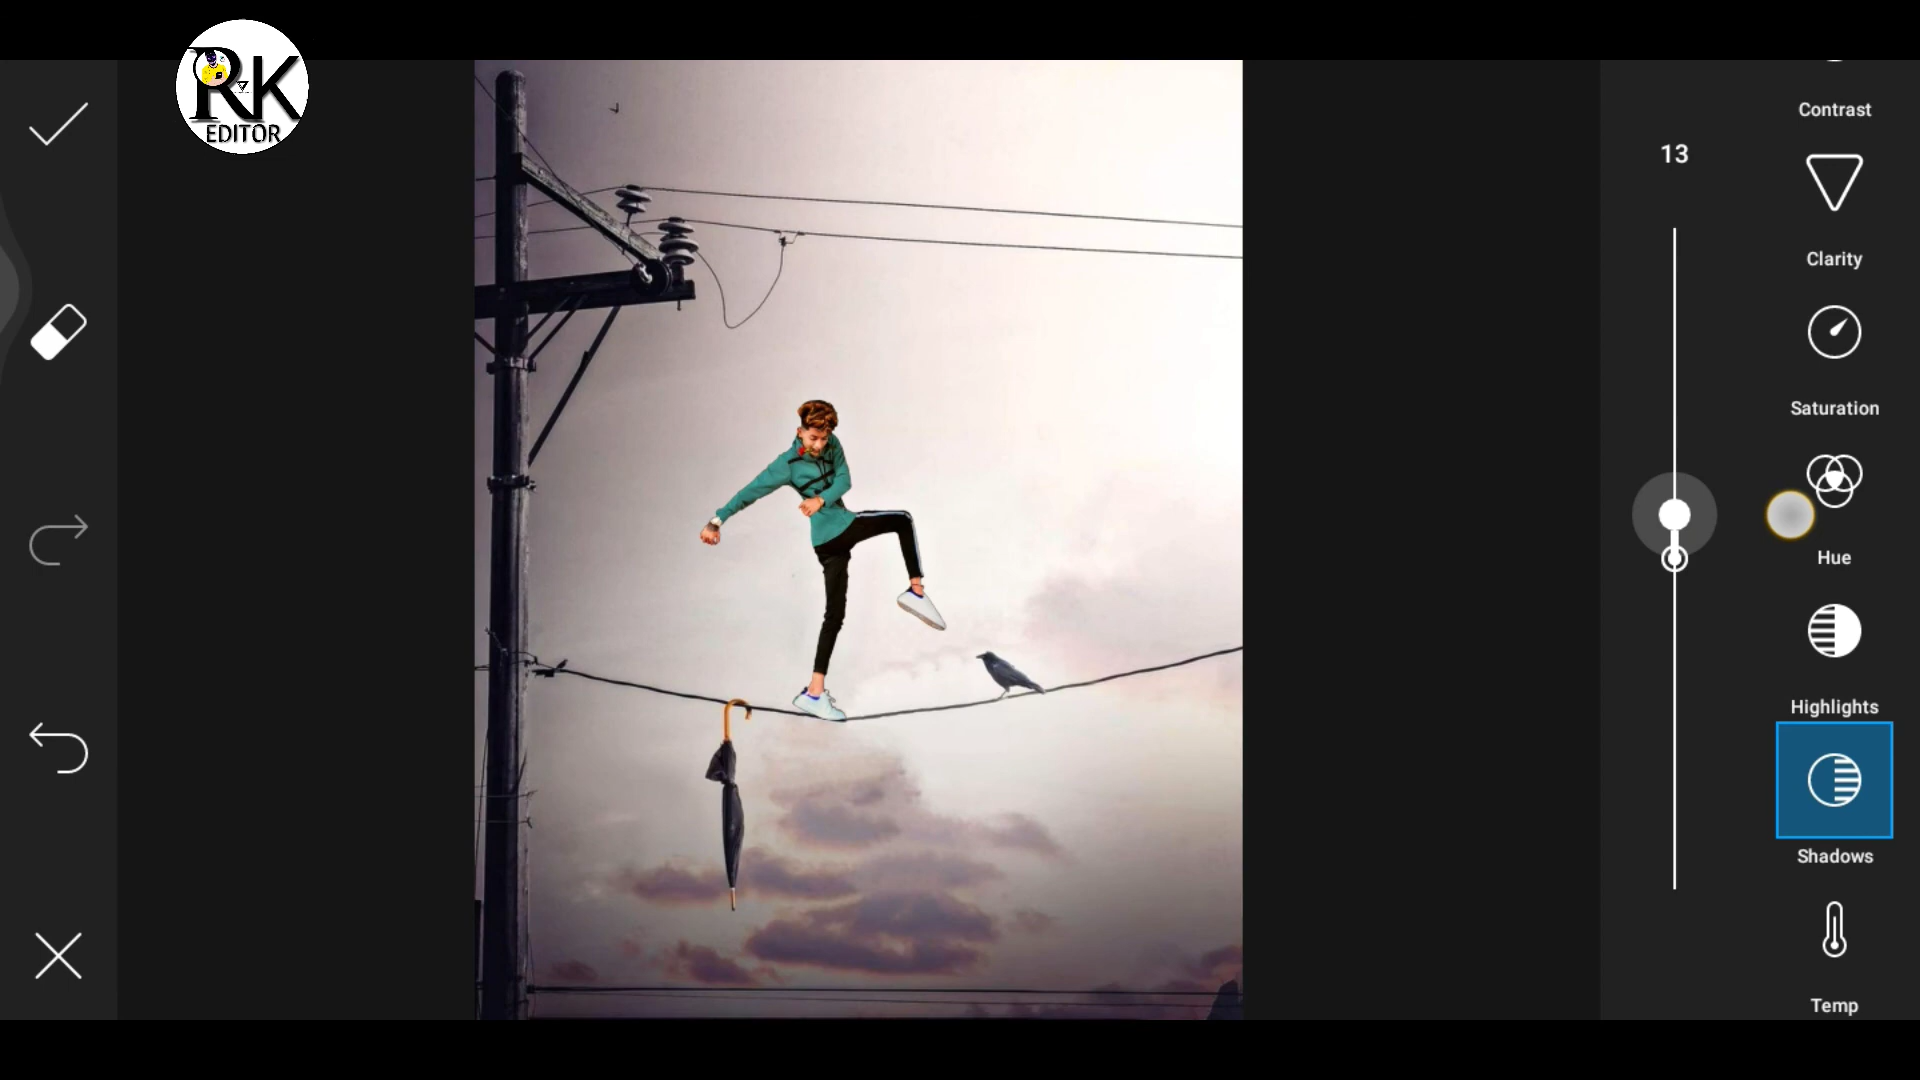 RK
EDITOR
Contrast
13
Clarity
Saturation
Hue
Highlights
Shadows
Temp